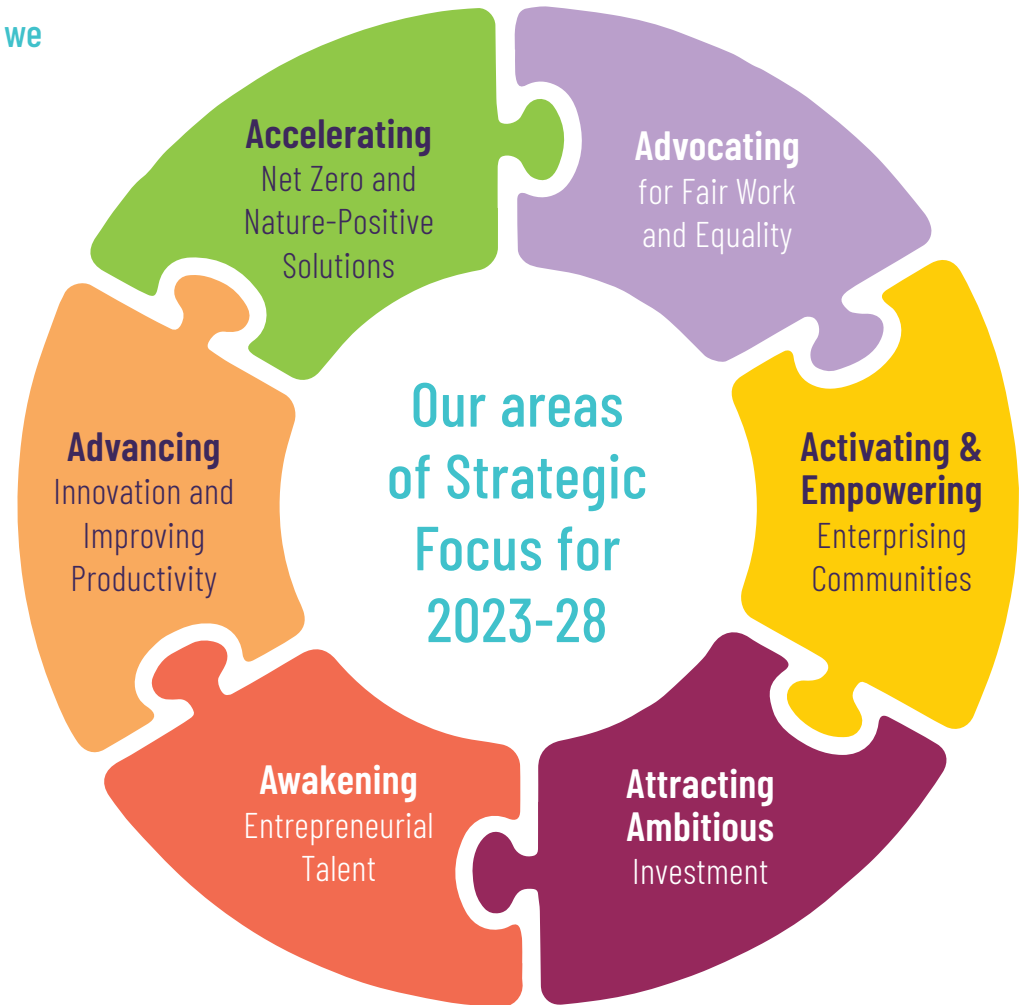 we
Accelerating
Net Zero and
Nature-Positive
Solutions
Advocating
for Fair Work
and Equality
Activating &
Empowering
Enterprising
Communities
Attracting
Ambitious
Investment
Awakening
Entrepreneurial
Talent
Advancing
Innovation and
Improving
Productivity
Our areas
of Strategic
Focus for
2023-28